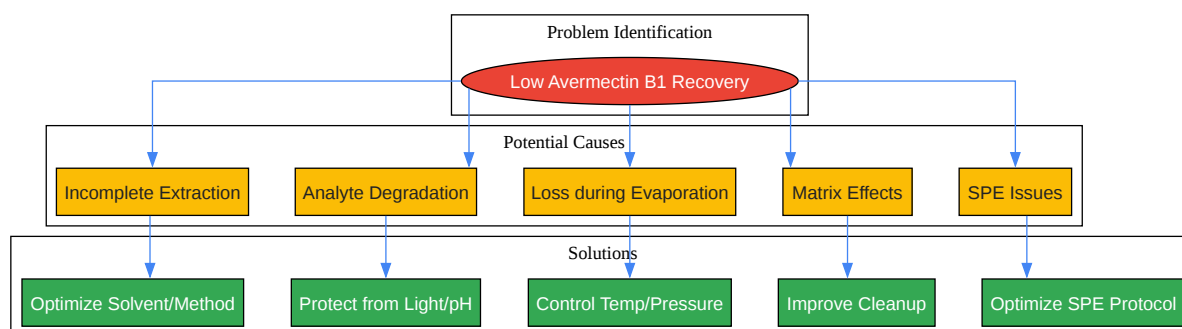 Problem Identification
Low Avermectin B1 Recovery
Potential Causes
Incomplete Extraction
Analyte Degradation
Loss during Evaporation
Matrix Effects
SPE Issues
Solutions
Optimize Solvent/Method
Protect from Light/pH
Control Temp/Pressure
Improve Cleanup
Optimize SPE Protocol